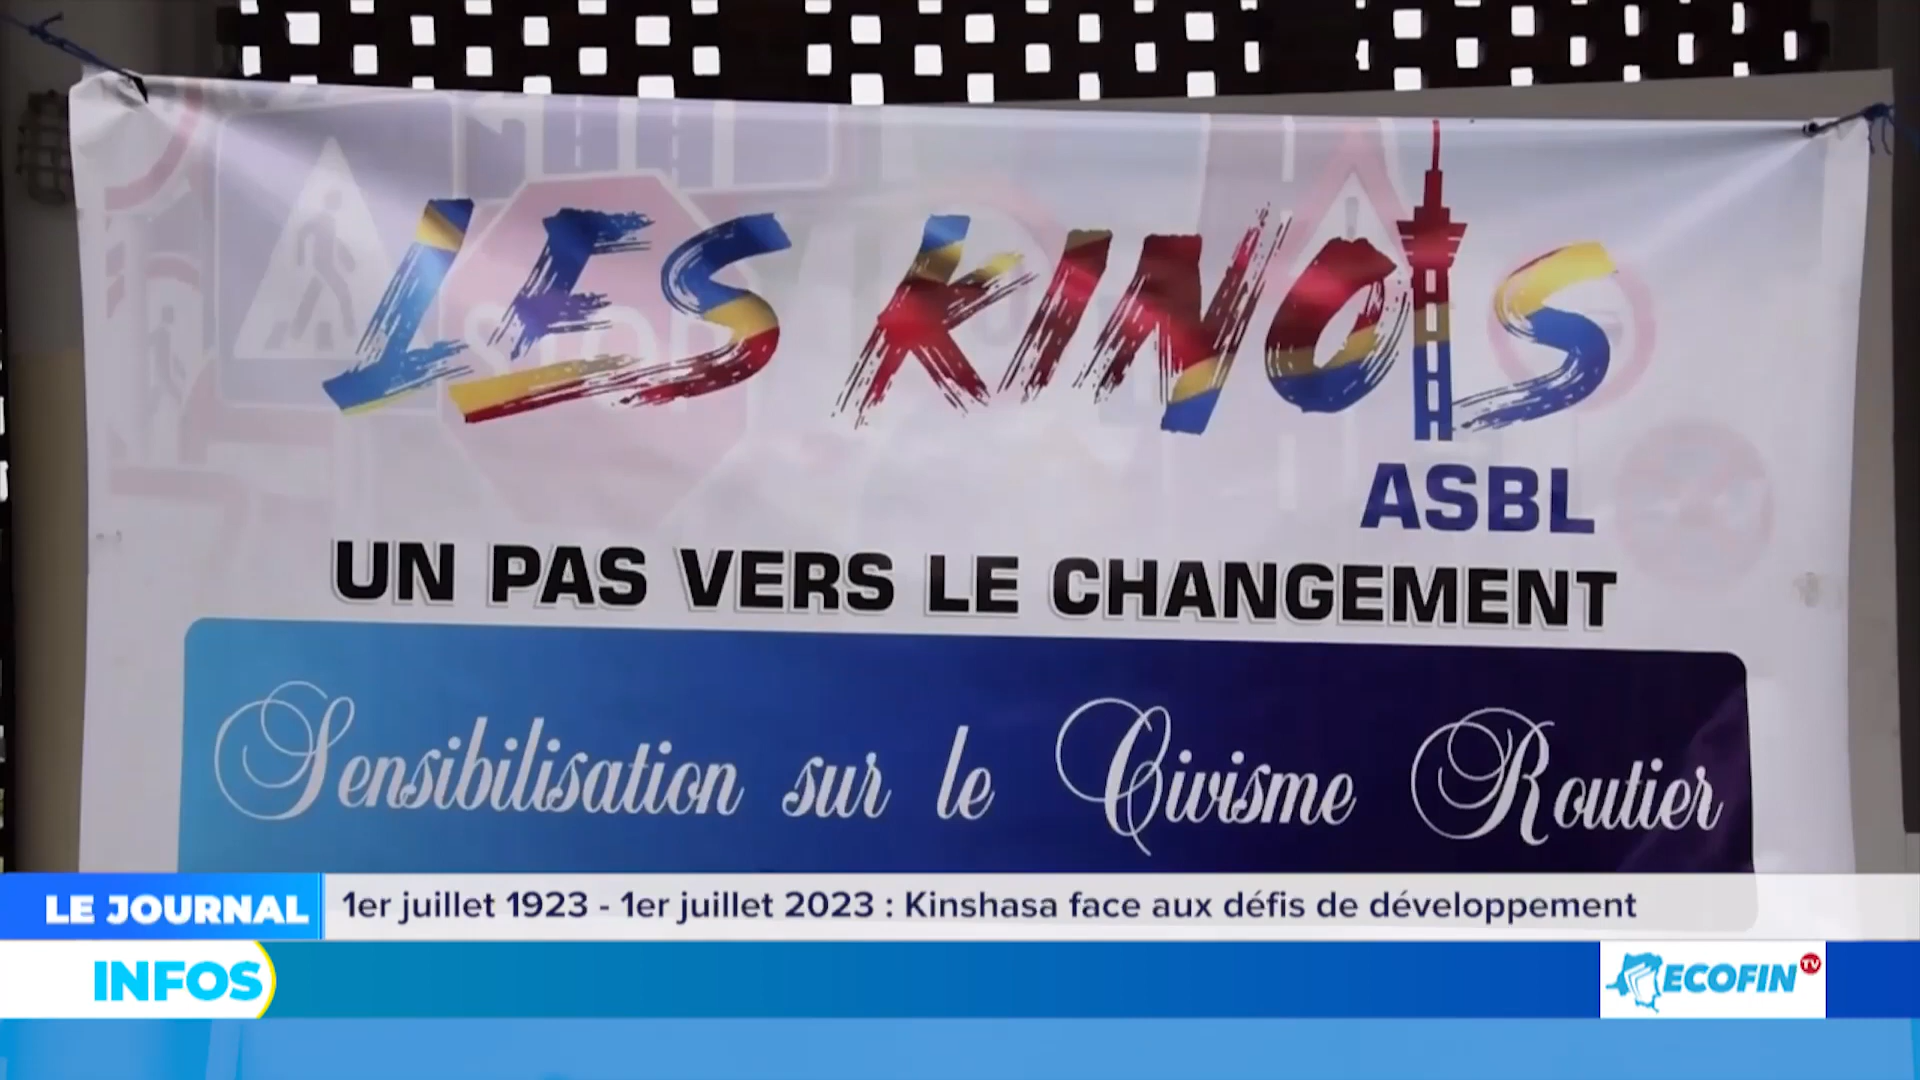 LES KINOIS
ASBL
UN PAS VERS LE CHANGEMENT
Sensibilisation sur le Civisme Routier
LE JOURNAL
1er juillet 1923 - 1er juillet 2023 : Kinshasa face aux défis de développement
INFOS
ECOFIN TV
STOP